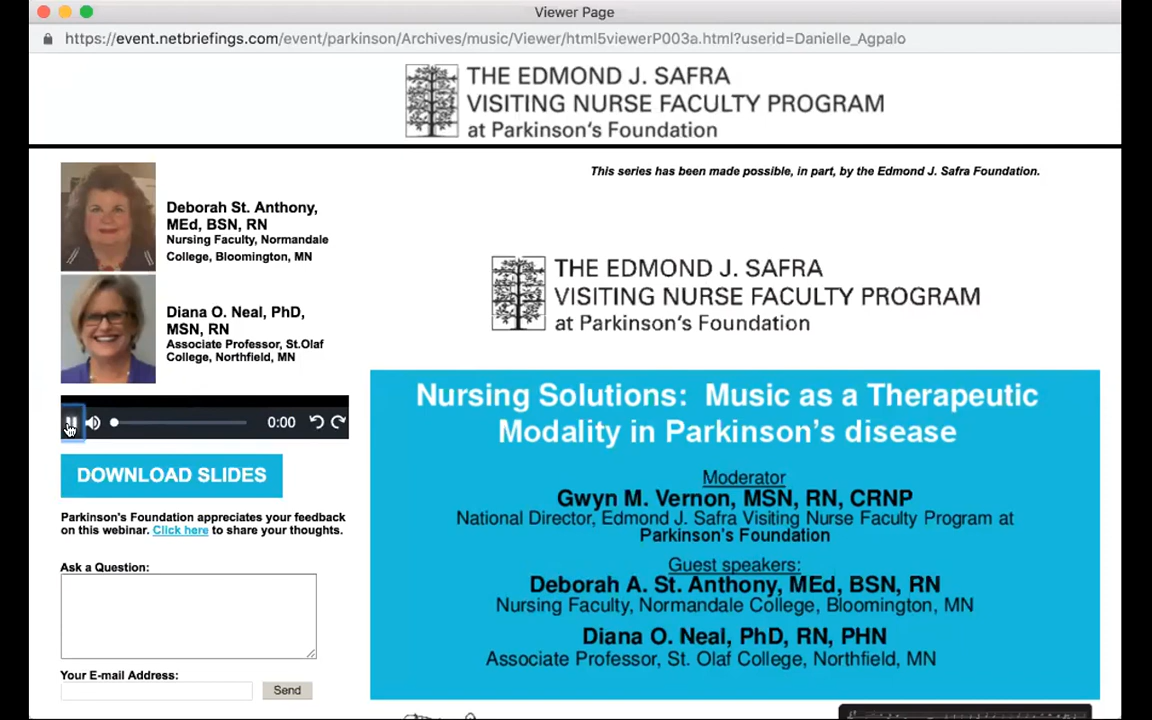 Viewer Page
https://event.netbriefings.com/event/parkinson/Archives/music/Viewer/html5viewerP003a.html?userid=Danielle_Agpalo
THE EDMOND J. SAFRA
VISITING NURSE FACULTY PROGRAM
at Parkinson's Foundation
This series has been made possible, in part, by the Edmond J. Safra Foundation.
Deborah St. Anthony,
MEd, BSN, RN
Nursing Faculty, Normandale
College, Bloomington, MN
Diana O. Neal, PhD,
MSN, RN
Associate Professor, St.Olaf
College, Northfield, MN
0:00
DOWNLOAD SLIDES
Parkinson's Foundation appreciates your feedback
on this webinar. Click here to share your thoughts.
Ask a Question:
Your E-mail Address:
Send
THE EDMOND J. SAFRA
VISITING NURSE FACULTY PROGRAM
at Parkinson's Foundation
Nursing Solutions: Music as a Therapeutic
Modality in Parkinson's disease
Moderator
Gwyn M. Vernon, MSN, RN, CRNP
National Director, Edmond J. Safra Visiting Nurse Faculty Program at
Parkinson's Foundation
Guest speakers:
Deborah A. St. Anthony, MEd, BSN, RN
Nursing Faculty, Normandale College, Bloomington, MN
Diana O. Neal, PhD, RN, PHN
Associate Professor, St. Olaf College, Northfield, MN